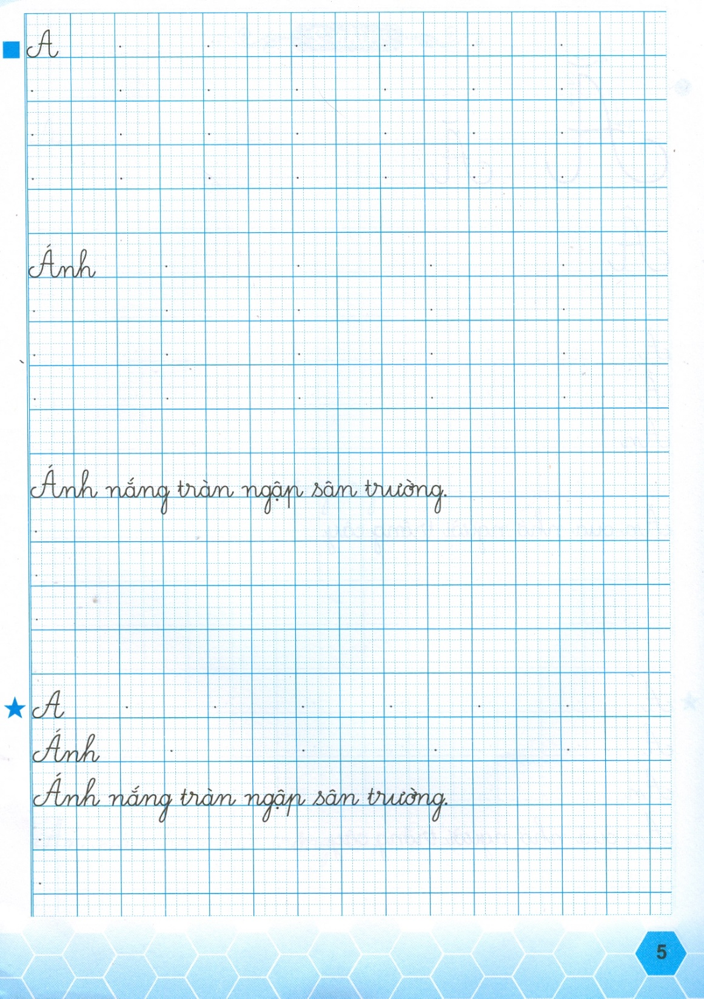 A
Ánh
Ánh nắng tràn ngập sân trường.
A
Ánh
Ánh nắng tràn ngập sân trường.
5